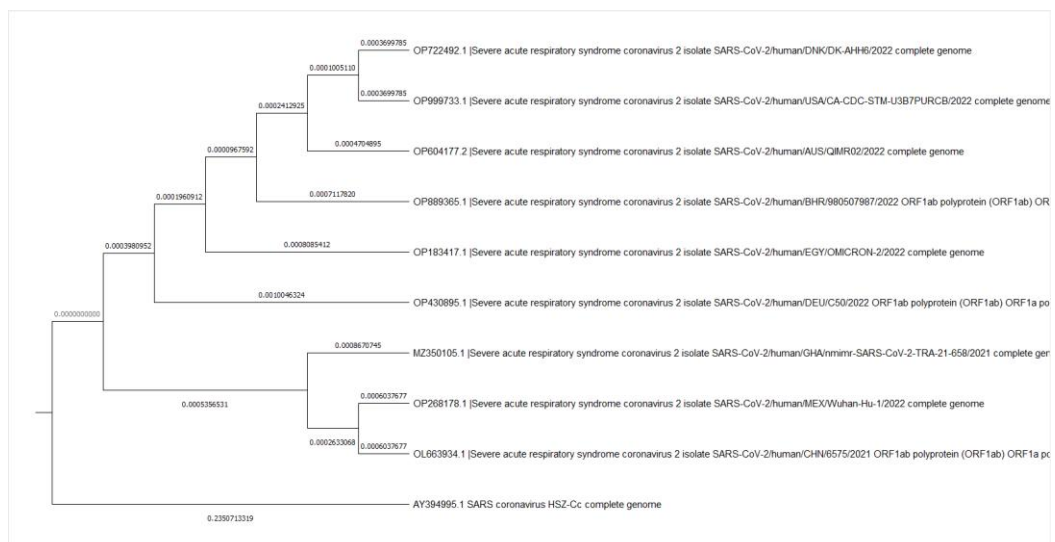 0.0003699785
OP722492.1 |Severe acute respiratory syndrome coronavirus 2 isolate SARS-CoV-2/human/DNK/DK-AHH6/2022 complete genome
0.0001005110
0.0003699785
OP999733.1 |Severe acute respiratory syndrome coronavirus 2 isolate SARS-CoV-2/human/USA/CA-CDC-STM-U3B7PURCB/2022 complete genome
0.0002412925
0.0004704895
OP604177.2 |Severe acute respiratory syndrome coronavirus 2 isolate SARS-CoV-2/human/AUS/QIMR02/2022 complete genome
0.0000967592
0.0007117820
OP889365.1 |Severe acute respiratory syndrome coronavirus 2 isolate SARS-CoV-2/human/BHR/980507987/2022 ORF1ab polyprotein (ORF1ab) OR
0.0001960912
0.0008085412
OP183417.1 |Severe acute respiratory syndrome coronavirus 2 isolate SARS-CoV-2/human/EGY/OMICRON-2/2022 complete genome
0.0003980952
0.0010046324
OP430895.1 |Severe acute respiratory syndrome coronavirus 2 isolate SARS-CoV-2/human/DEU/C50/2022 ORF1ab polyprotein (ORF1ab) ORF1a po
0.0000000000
0.0008670745
MZ350105.1 |Severe acute respiratory syndrome coronavirus 2 isolate SARS-CoV-2/human/GHA/nmimr-SARS-CoV-2-TRA-21-658/2021 complete ger
0.0005356531
0.0006037677
OP268178.1 |Severe acute respiratory syndrome coronavirus 2 isolate SARS-CoV-2/human/MEX/Wuhan-Hu-1/2022 complete genome
0.0002633068
0.0006037677
OL663934.1 |Severe acute respiratory syndrome coronavirus 2 isolate SARS-CoV-2/human/CHN/6575/2021 ORF1ab polyprotein (ORF1ab) ORF1a po
AY394995.1 SARS coronavirus HSZ-Cc complete genome
0.2350713319